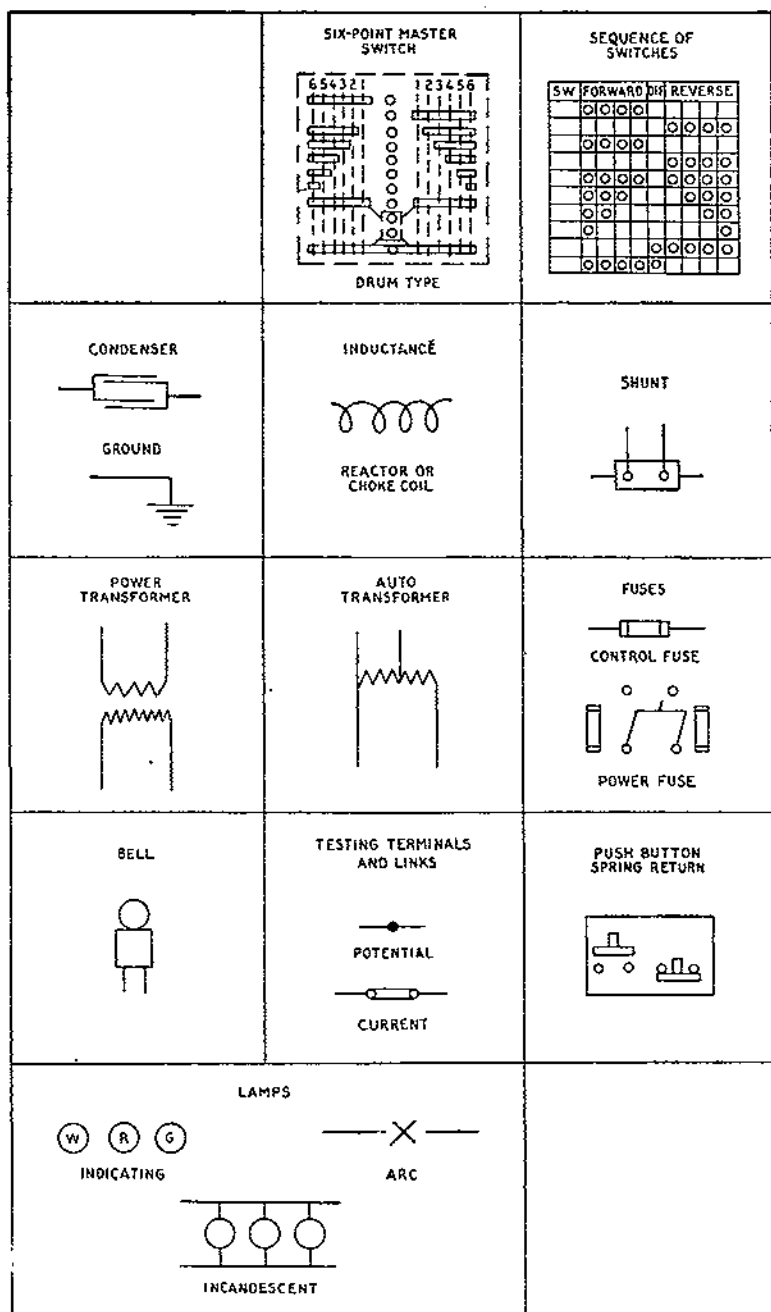 SIX-POINT MASTER
SWITCH
654321
123456
DRUM TYPE
SEQUENCE OF
SWITCHES
SW FORWARD OFF REVERSE
CONDENSER
GROUND
INDUCTANCE
REACTOR OR
CHOKE COIL
SHUNT
POWER
TRANSFORMER
AUTO
TRANSFORMER
FUSES
CONTROL FUSE
POWER FUSE
BELL
TESTING TERMINALS
AND LINKS
POTENTIAL
CURRENT
PUSH BUTTON
SPRING RETURN
LAMPS
W R G
INDICATING
ARC
INCANDESCENT